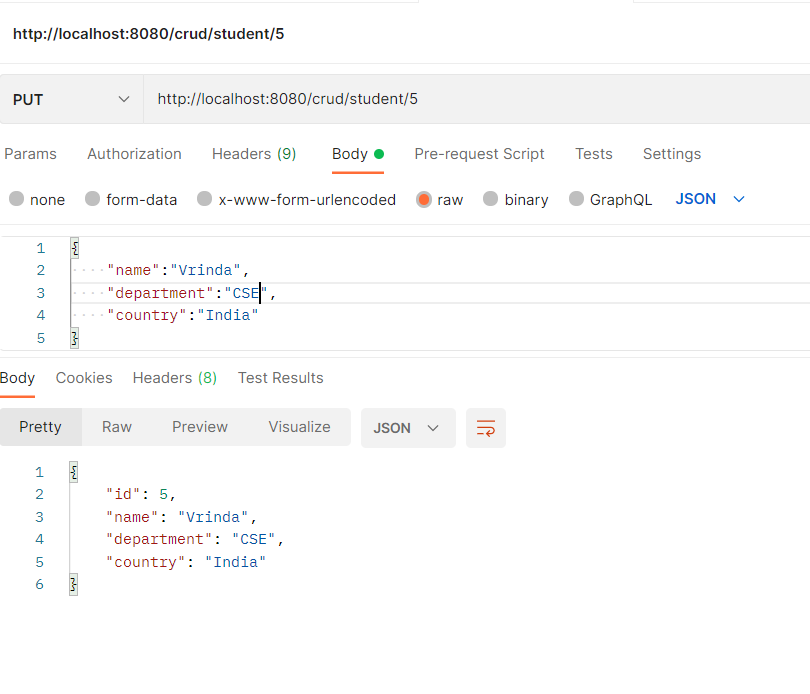 http://localhost:8080/crud/student/5
PUT http://localhost:8080/crud/student/5
Params Authorization Headers (9) Body Pre-request Script Tests Settings
none form-data x-www-form-urlencoded raw binary GraphQL JSON
1 {
2 "name":"Vrinda",
3 "department":"CSE",
4 "country":"India"
5 }
Body Cookies Headers (8) Test Results
Pretty Raw Preview Visualize JSON
1 {
2 "id": 5,
3 "name": "Vrinda",
4 "department": "CSE",
5 "country": "India"
6 }